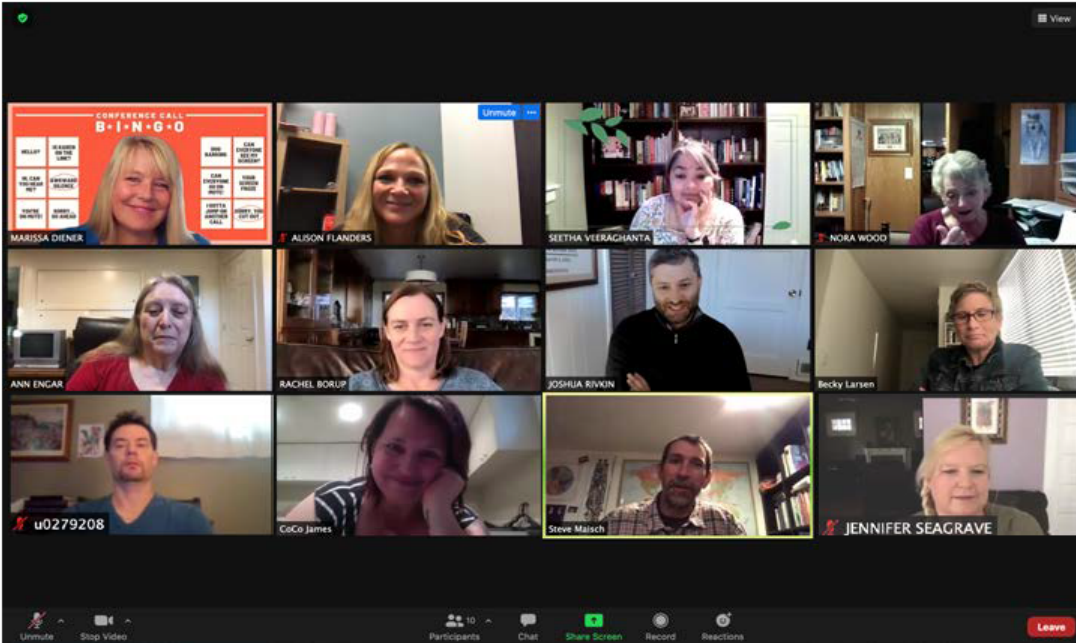 View
CONFERENCE CALL
B•I•N•G•O
HELLO?
IS KAREN ON THE LINE?
DOG BARKING
CAN EVERYONE SEE MY SCREEN?
HI, CAN YOU HEAR ME?
AWKWARD SILENCE
CAN EVERYONE GO ON MUTE?
YOUR SCREEN FROZE
YOU'RE ON MUTE!
SORRY... GO AHEAD
I GOTTA JUMP ON ANOTHER CALL
SORRY, YOU CUT OUT
MARISSA DIENER
Unmute ...
ALISON FLANDERS
SEETHA VEERAGHANTA
NORA WOOD
ANN ENGAR
RACHEL BORUP
JOSHUA RIVKIN
Becky Larsen
u0279208
CoCo James
Steve Maisch
JENNIFER SEAGRAVE
10
Unmute
Stop Video
Participants
Chat
Share Screen
Record
Reactions
Leave